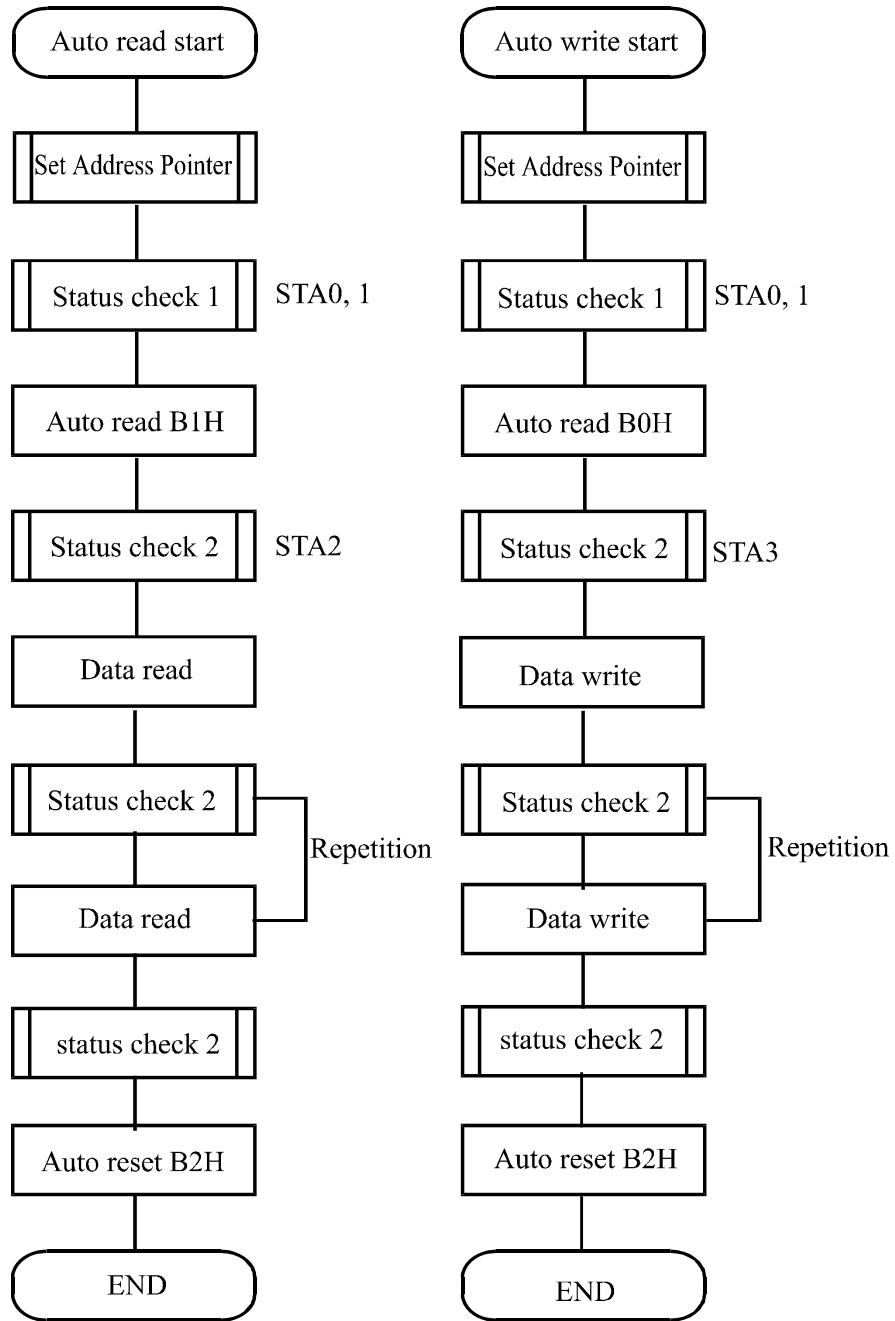 Auto read start
Set Address Pointer
Status check 1
STA0, 1
Auto read B1H
Status check 2
STA2
Data read
Status check 2
Repetition
Data read
status check 2
Auto reset B2H
END
Auto write start
Set Address Pointer
Status check 1
STA0, 1
Auto read B0H
Status check 2
STA3
Data write
Status check 2
Repetition
Data write
status check 2
Auto reset B2H
END